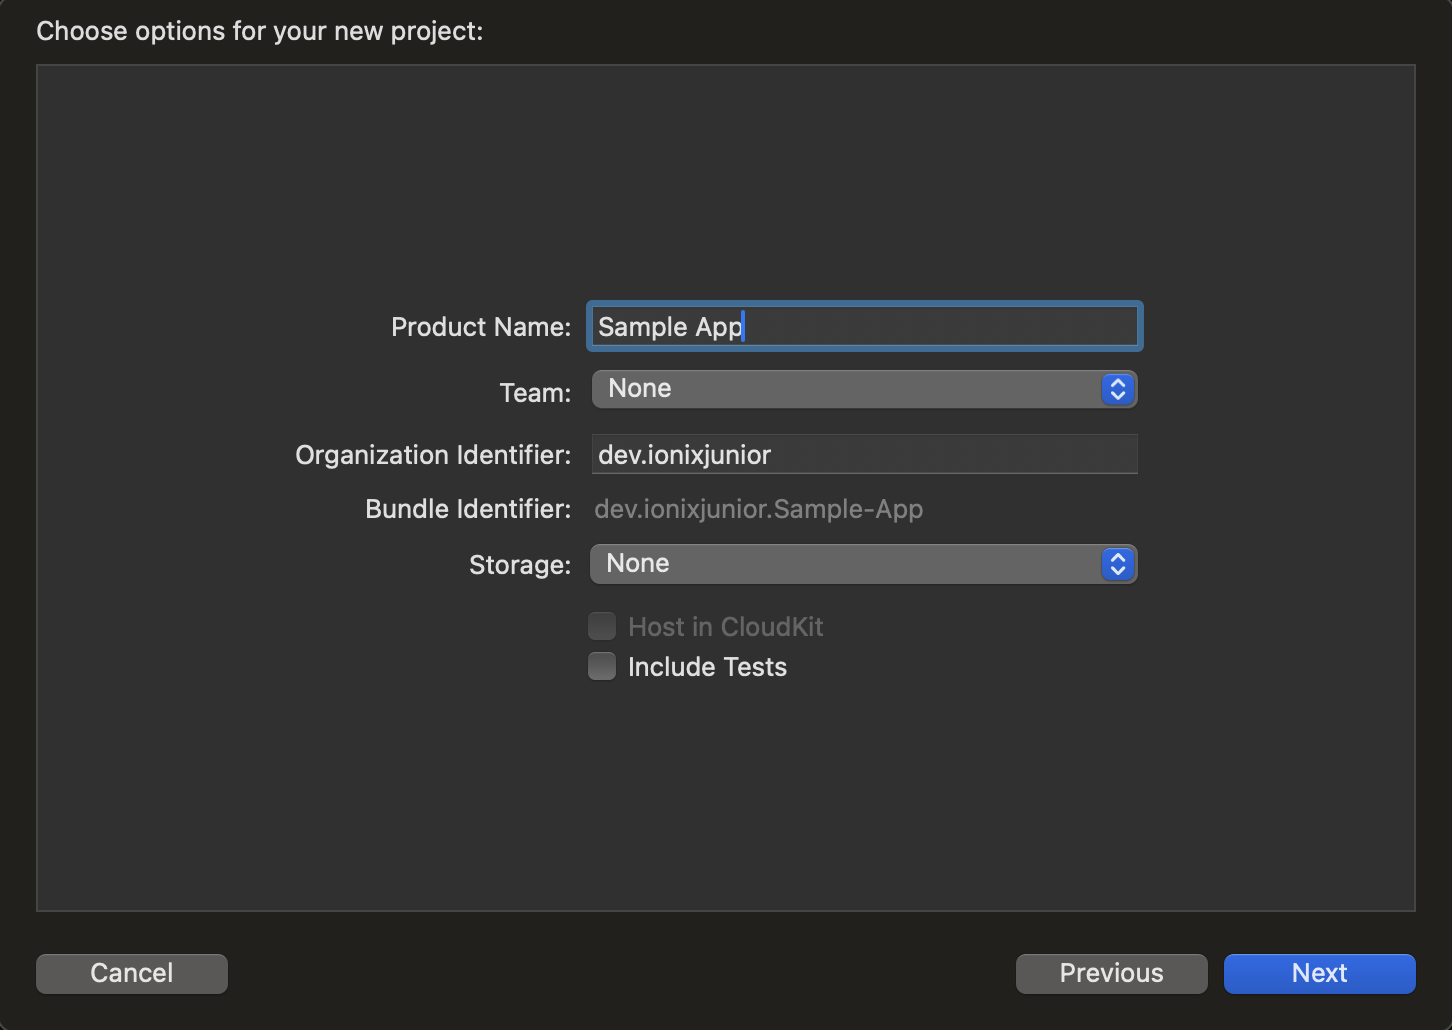 Choose options for your new project:
Product Name: Sample App
Team: None
Organization Identifier: dev.ionixjunior
Bundle Identifier: dev.ionixjunior.Sample-App
Storage: None
Host in CloudKit
Include Tests
Cancel Previous Next